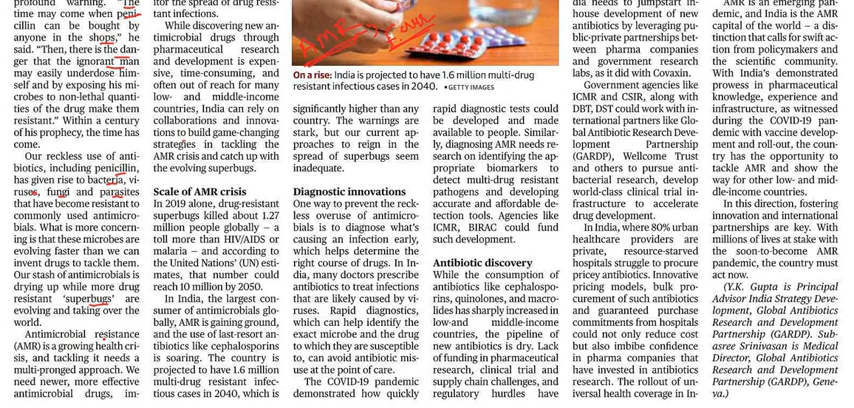 profound warning. "The
time may come when peni-
cillin can be bought by
anyone in the shops," he
said. "Then, there is the dan-
ger that the ignorant man
may easily underdose him-
self and by exposing his mi-
crobes to non-lethal quanti-
ties of the drug make them
resistant." Within a century
of his prophecy, the time has
come.
Our reckless use of anti-
biotics, including penicillin,
has given rise to bacteria, vi-
ruses, fungi and parasites
that have become resistant to
commonly used antimicro-
bials. What is more concern-
ing is that these microbes are
evolving faster than we can
invent drugs to tackle them.
Our stash of antimicrobials is
drying up while more drug
resistant 'superbugs' are
evolving and taking over the
world.
Antimicrobial resistance
(AMR) is a growing health cri-
sis, and tackling it needs a
multi-pronged approach. We
need newer, more effective
antimicrobial drugs, im-
for the spread of drug resis-
tant infections.
While discovering new an-
timicrobial drugs through
pharmaceutical research
and development is expen-
sive, time-consuming, and
often out of reach for many
low- and middle-income
countries, India can rely on
collaborations and innova-
tions to build game-changing
strategies in tackling the
AMR crisis and catch up with
the evolving superbugs.
Scale of AMR crisis
In 2019 alone, drug-resistant
superbugs killed about 1.27
million people globally – a
toll more than HIV/AIDS or
malaria – and according to
the United Nations' (UN) esti-
mates, that number could
reach 10 million by 2050.
In India, the largest con-
sumer of antimicrobials glo-
bally, AMR is gaining ground,
and the use of last-resort an-
tibiotics like cephalosporins
is soaring. The country is
projected to have 1.6 million
multi-drug resistant infec-
tious cases in 2040, which is
AMR
On a rise: India is projected to have 1.6 million multi-drug
resistant infectious cases in 2040. •GETTY IMAGES
significantly higher than any
country. The warnings are
stark, but our current ap-
proaches to reign in the
spread of superbugs seem
inadequate.
Diagnostic innovations
One way to prevent the reck-
less overuse of antimicro-
bials is to diagnose what's
causing an infection early,
which helps determine the
right course of drugs. In In-
dia, many doctors prescribe
antibiotics to treat infections
that are likely caused by vi-
ruses. Rapid diagnostics,
which can help identify the
exact microbe and the drug
to which they are susceptible
to, can avoid antibiotic mis-
use at the point of care.
The COVID-19 pandemic
demonstrated how quickly
rapid diagnostic tests could
be developed and made
available to people. Similar-
ly, diagnosing AMR needs re-
search on identifying the ap-
propriate biomarkers to
detect multi-drug resistant
pathogens and developing
accurate and affordable de-
tection tools. Agencies like
ICMR, BIRAC could fund
such development.
Antibiotic discovery
While the consumption of
antibiotics like cephalospo-
rins, quinolones, and macro-
lides has sharply increased in
low-and middle-income
countries, the pipeline of
new antibiotics is dry. Lack
of funding in pharmaceutical
research, clinical trial and
supply chain challenges, and
regulatory hurdles have
dia needs to jumpstart in-
house development of new
antibiotics by leveraging pu-
blic-private partnerships bet-
ween pharma companies
and government research
labs, as it did with Covaxin.
Government agencies like
ICMR and CSIR, along with
DBT, DST could work with in-
ternational partners like Glo-
bal Antibiotic Research Deve-
lopment Partnership
(GARDP), Wellcome Trust
and others to pursue anti-
bacterial research, develop
world-class clinical trial in-
frastructure to accelerate
drug development.
In India, where 80% urban
healthcare providers are
private, resource-starved
hospitals struggle to procure
pricey antibiotics. Innovative
pricing models, bulk pro-
curement of such antibiotics
and guaranteed purchase
commitments from hospitals
could not only reduce cost
but also imbibe confidence
in pharma companies that
have invested in antibiotics
research. The rollout of un-
iversal health coverage in In-
AMR is an emerging pan-
demic, and India is the AMR
capital of the world – a dis-
tinction that calls for swift ac-
tion from policymakers and
the scientific community.
With India's demonstrated
prowess in pharmaceutical
knowledge, experience and
infrastructure, as witnessed
during the COVID-19 pan-
demic with vaccine develop-
ment and roll-out, the coun-
try has the opportunity to
tackle AMR and show the
way for other low- and mid-
dle-income countries.
In this direction, fostering
innovation and international
partnerships are key. With
millions of lives at stake with
the soon-to-become AMR
pandemic, the country must
act now.
(Y.K. Gupta is Principal
Advisor India Strategy Deve-
lopment, Global Antibiotics
Research and Development
Partnership (GARDP). Sub-
asree Srinivasan is Medical
Director, Global Antibiotics
Research and Development
Partnership (GARDP), Gene-
va.)